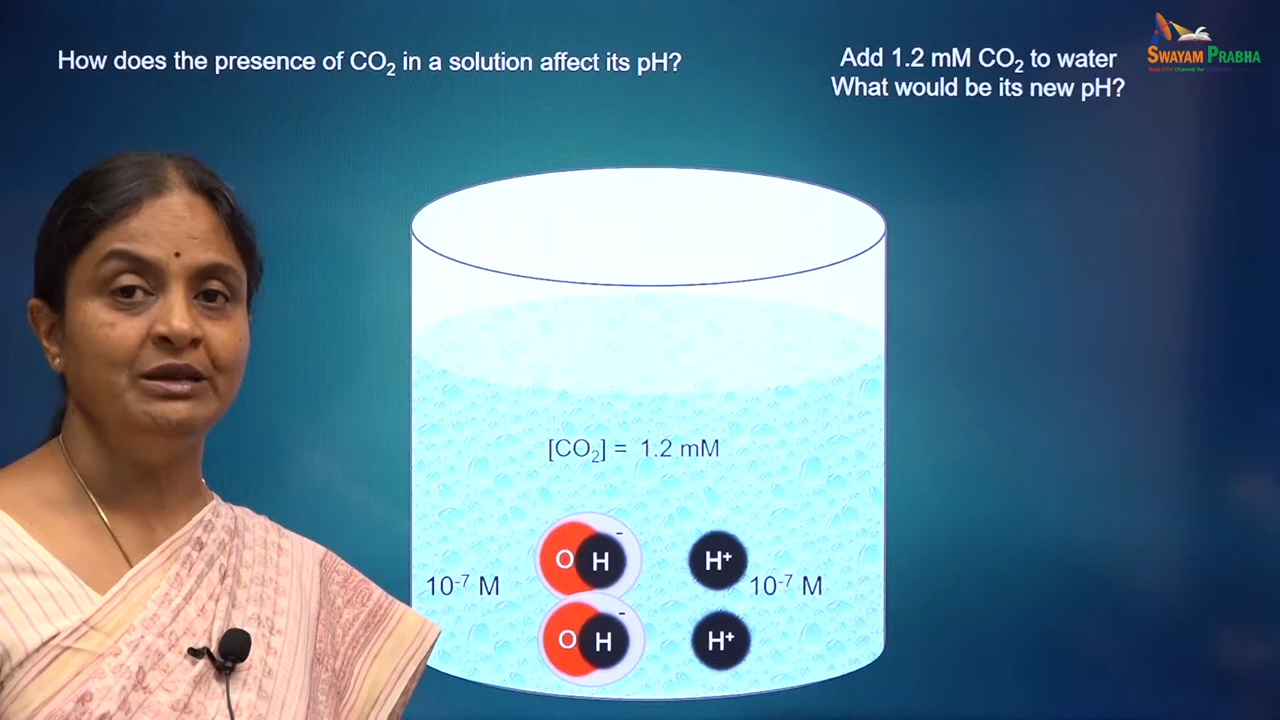 How does the presence of CO₂ in a solution affect its pH?
Add 1.2 mM CO₂ to water
What would be its new pH?
SWAYAM PRABHA
[CO₂] = 1.2 mM
O H -
H⁺
10⁻⁷ M
10⁻⁷ M
O H -
H⁺